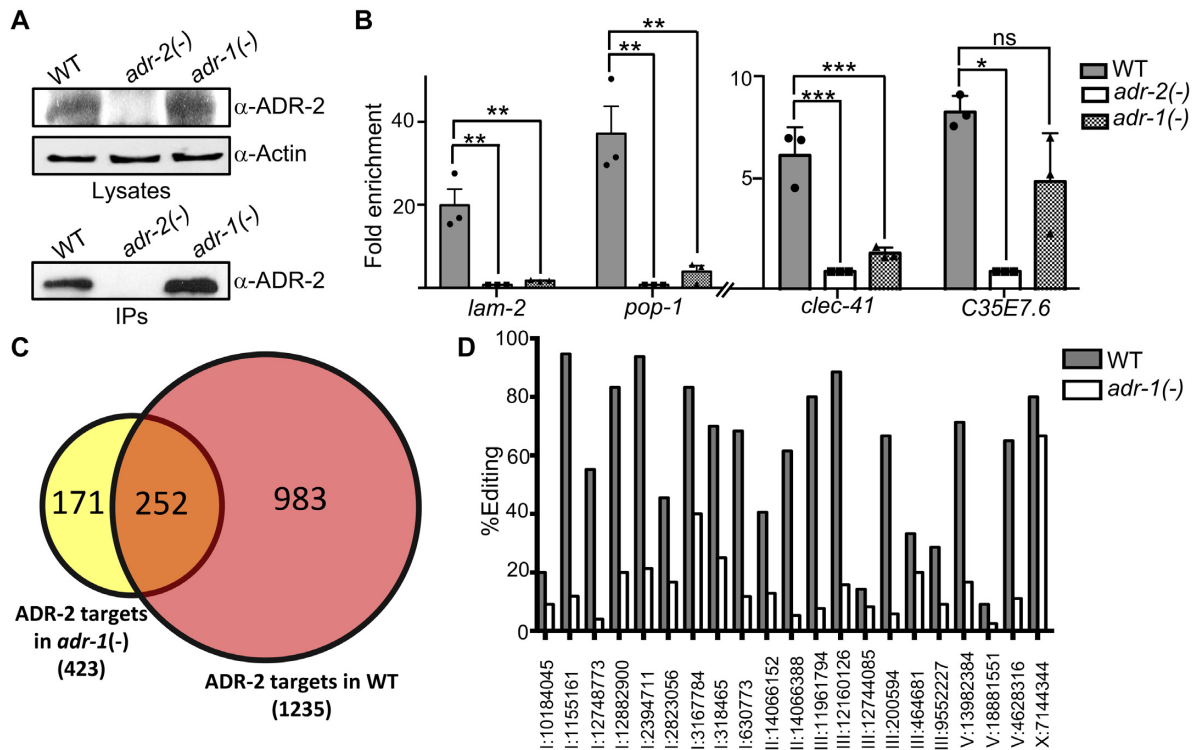 A
WT
adr-2(-)
adr-1(-)
α-ADR-2
α-Actin
Lysates
WT
adr-2(-)
adr-1(-)
α-ADR-2
IPs
B
Fold enrichment
40
20
10
5
**
**
**
**
***
***
*
ns
lam-2
pop-1
clec-41
C35E7.6
WT
adr-2(-)
adr-1(-)
C
171
252
983
ADR-2 targets
in adr-1(-)
(423)
ADR-2 targets in WT
(1235)
D
%Editing
100
80
60
40
20
0
WT
adr-1(-)
I:10184045
I:1155161
I:12748773
I:12882900
I:2394711
I:2823056
I:3167784
I:318465
I:630773
II:14066152
II:14066388
III:11961794
III:12160126
III:12744085
III:200594
III:464681
III:9552227
V:13982384
V:18881551
V:4628316
X:7144344